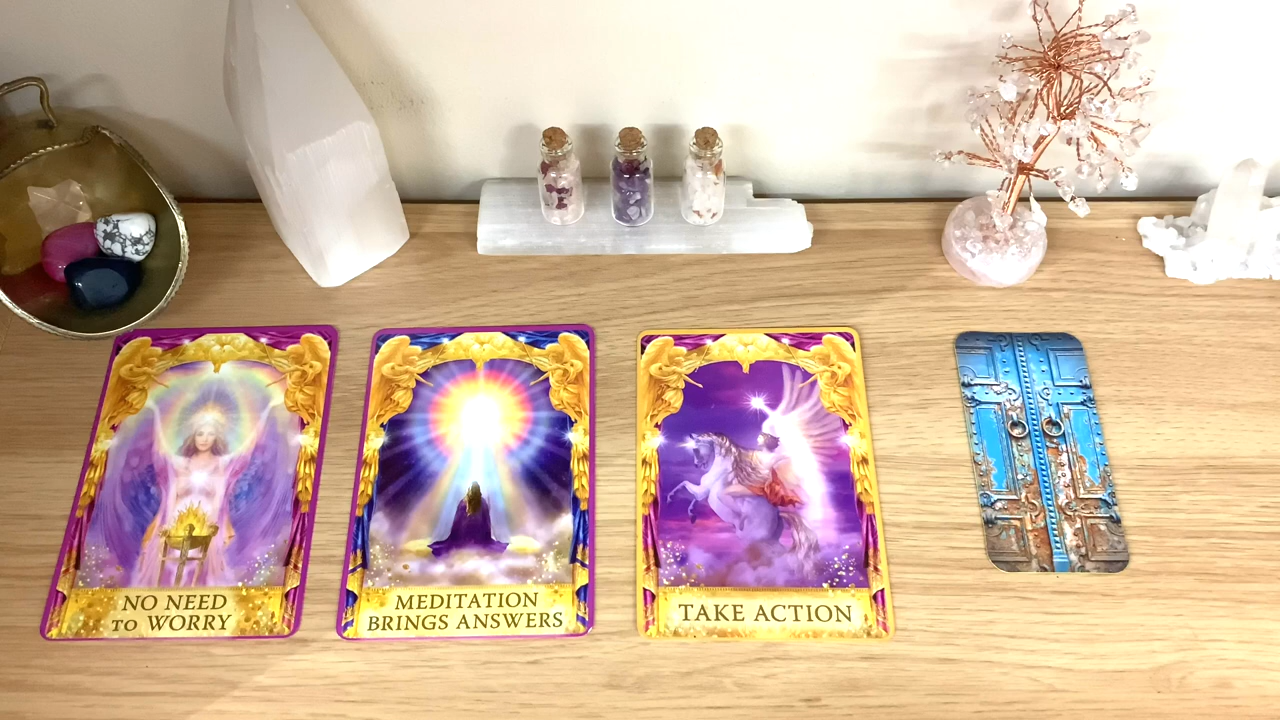 NO NEED
TO WORRY
MEDITATION
BRINGS ANSWERS
TAKE ACTION